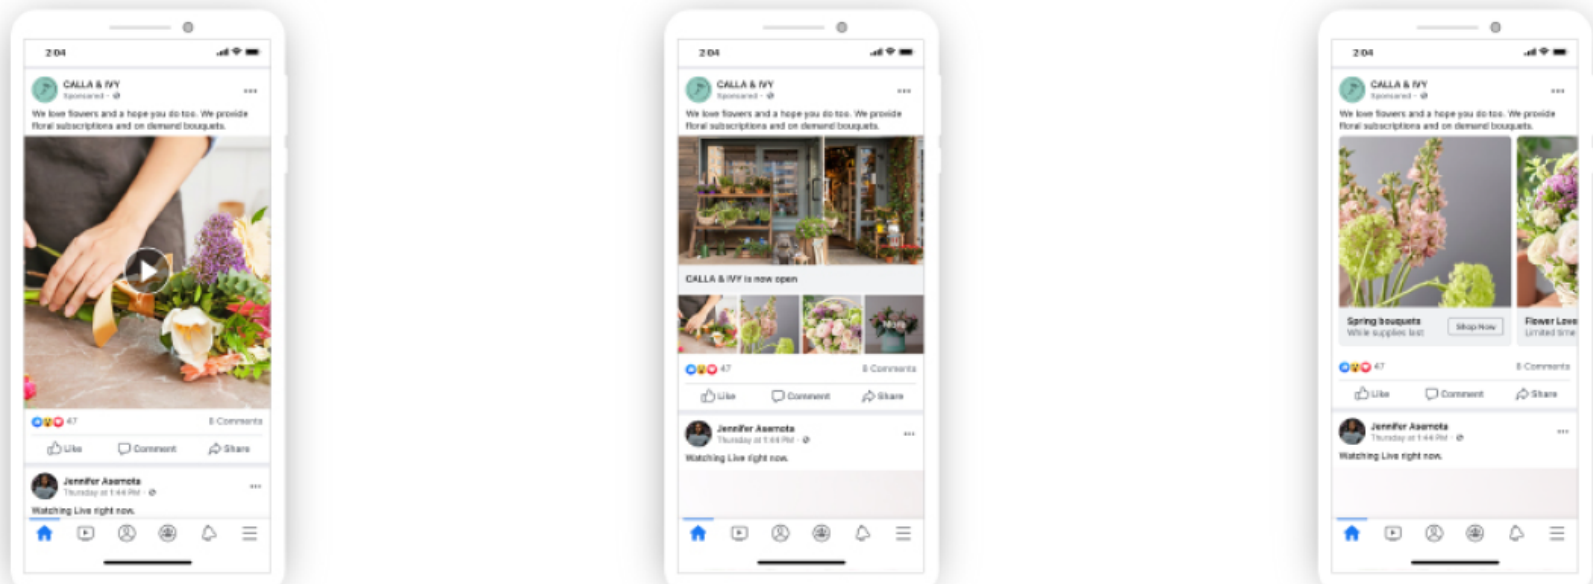 2:04
CALLA & IVY
Sponsored ·
We love flowers and a hope you do too. We provide
floral subscriptions and on demand bouquets.
47
8 Comments
Like
Comment
Share
Jennifer Asemota
Thursday at 1:44 PM ·
Watching Live right now.
2:04
CALLA & IVY
Sponsored ·
We love flowers and a hope you do too. We provide
floral subscriptions and on demand bouquets.
CALLA & IVY is now open
More
47
8 Comments
Like
Comment
Share
Jennifer Asemota
Thursday at 1:44 PM ·
Watching Live right now.
2:04
CALLA & IVY
Sponsored ·
We love flowers and a hope you do too. We provide
floral subscriptions and on demand bouquets.
Spring bouquets
While supplies last
Shop Now
Flower Love
Limited time
47
8 Comments
Like
Comment
Share
Jennifer Asemota
Thursday at 1:44 PM ·
Watching Live right now.